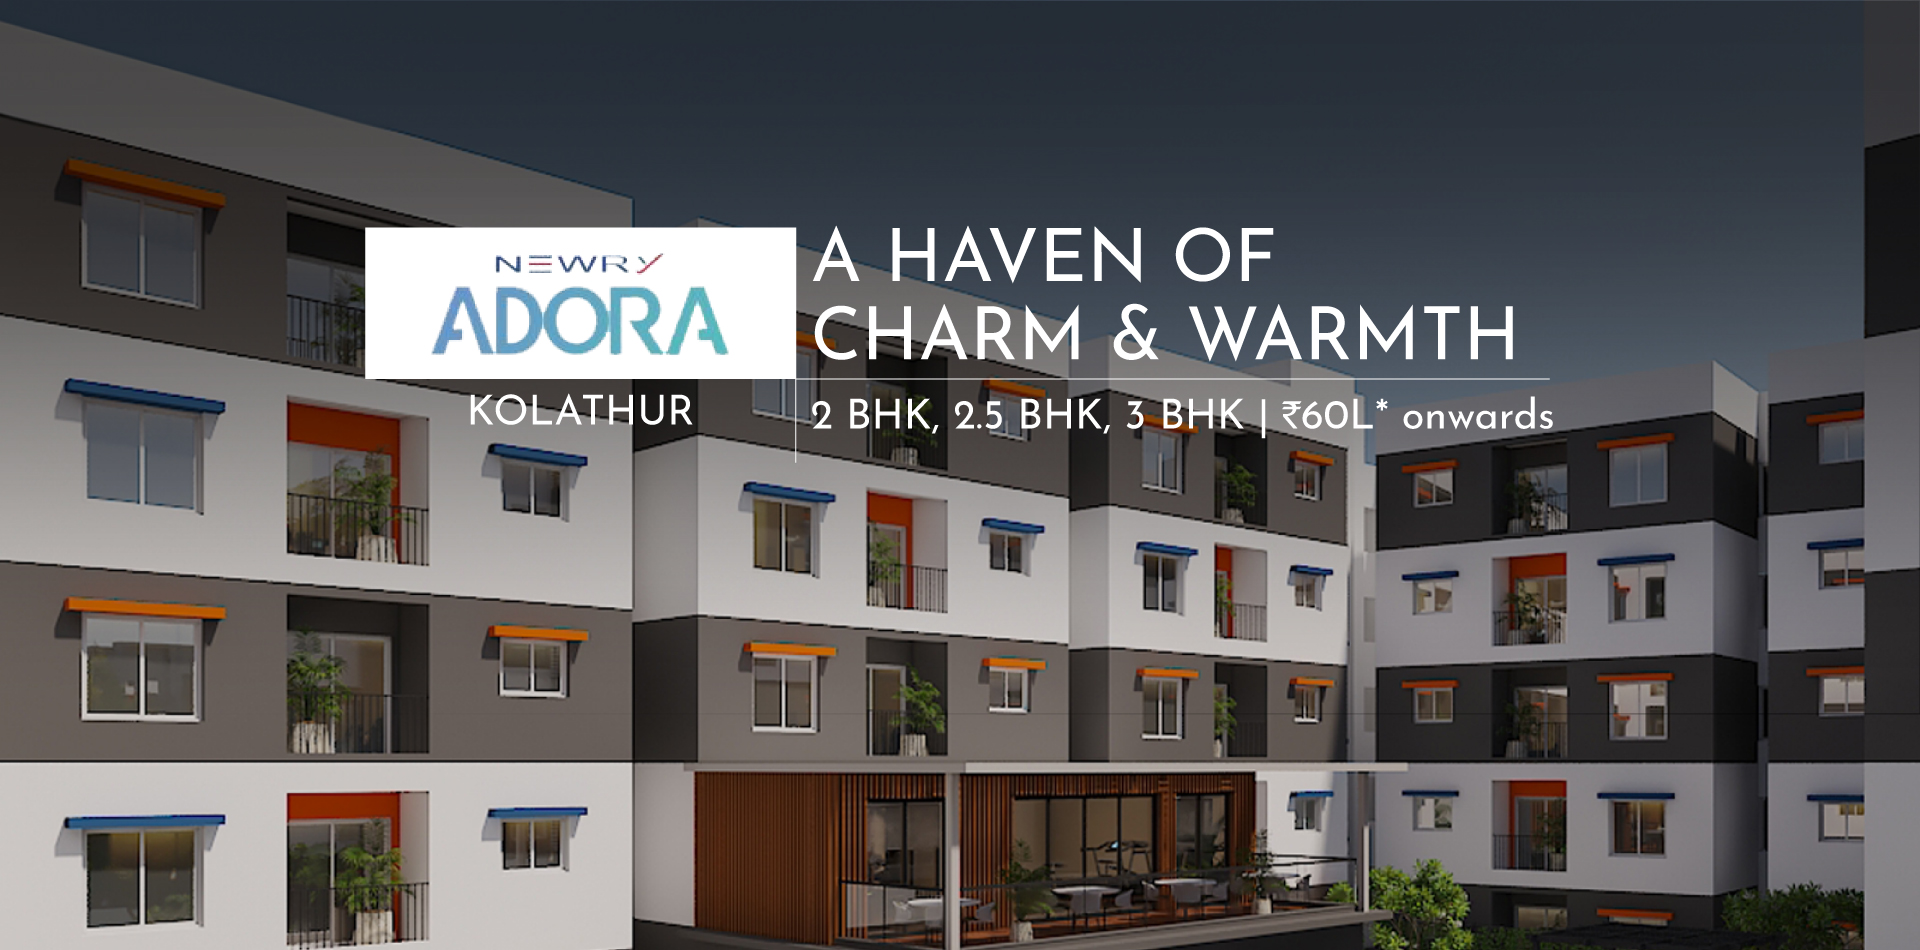 NEWRY
ADORA
KOLATHUR
A HAVEN OF
CHARM & WARMTH
2 BHK, 2.5 BHK, 3 BHK | ₹60L* onwards